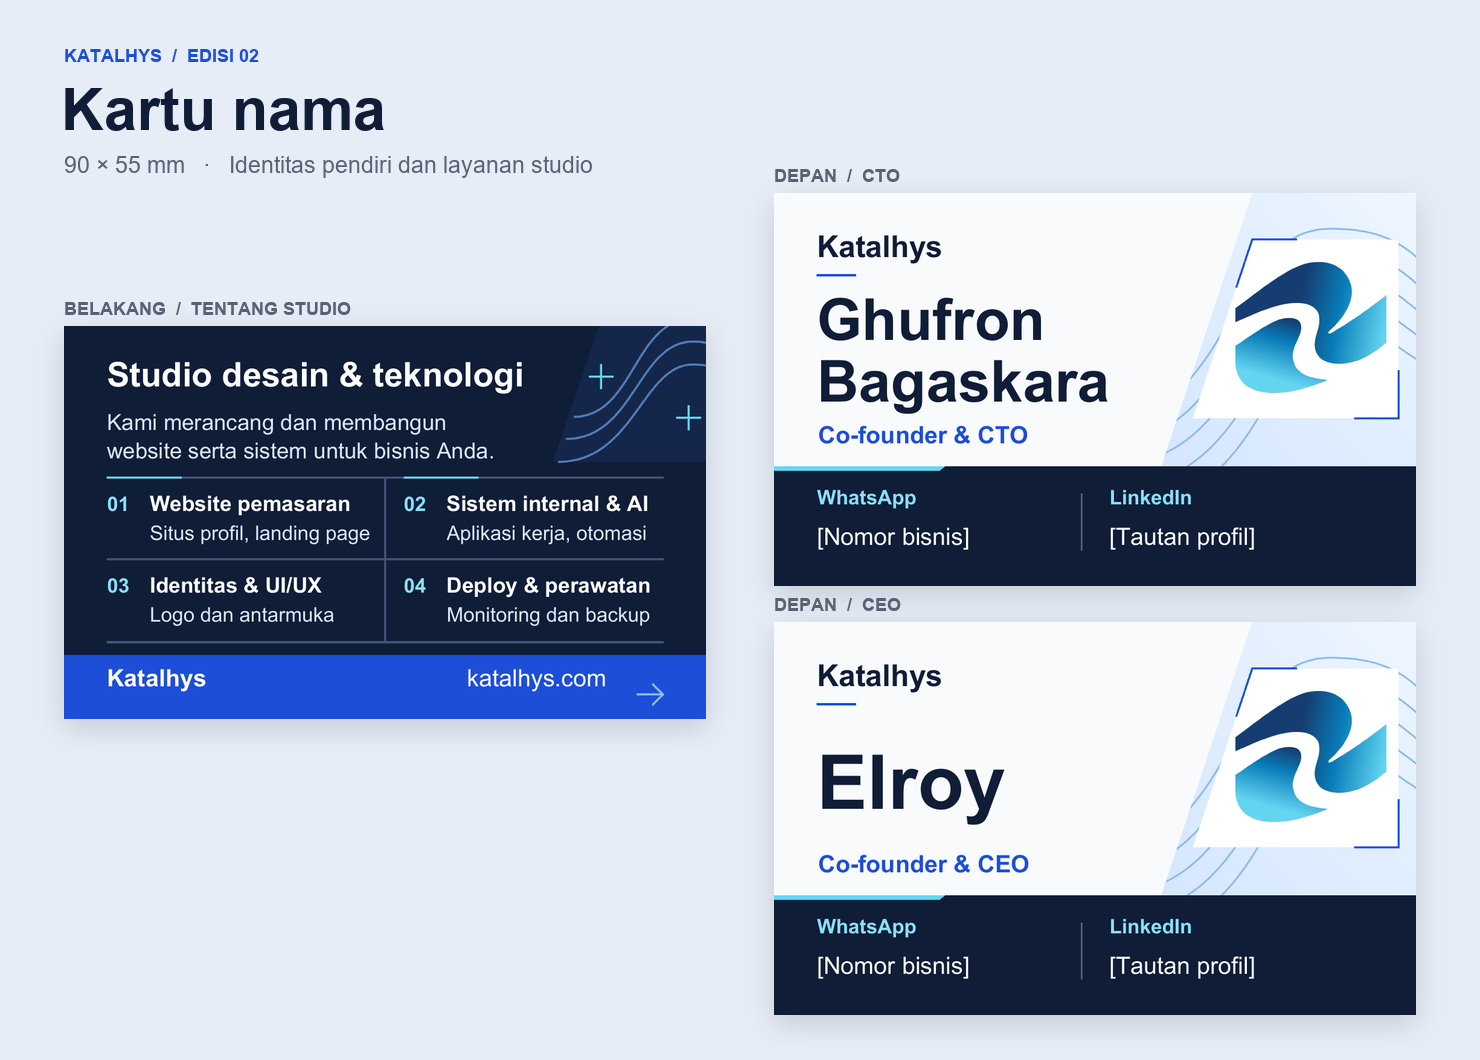 KATALHYS / EDISI 02
Kartu nama
90 × 55 mm · Identitas pendiri dan layanan studio
BELAKANG / TENTANG STUDIO
Studio desain & teknologi
Kami merancang dan membangun
website serta sistem untuk bisnis Anda.
01 Website pemasaran
Situs profil, landing page
02 Sistem internal & AI
Aplikasi kerja, otomasi
03 Identitas & UI/UX
Logo dan antarmuka
04 Deploy & perawatan
Monitoring dan backup
Katalhys
katalhys.com
DEPAN / CTO
Katalhys
Ghufron
Bagaskara
Co-founder & CTO
WhatsApp
[Nomor bisnis]
LinkedIn
[Tautan profil]
DEPAN / CEO
Katalhys
Elroy
Co-founder & CEO
WhatsApp
[Nomor bisnis]
LinkedIn
[Tautan profil]